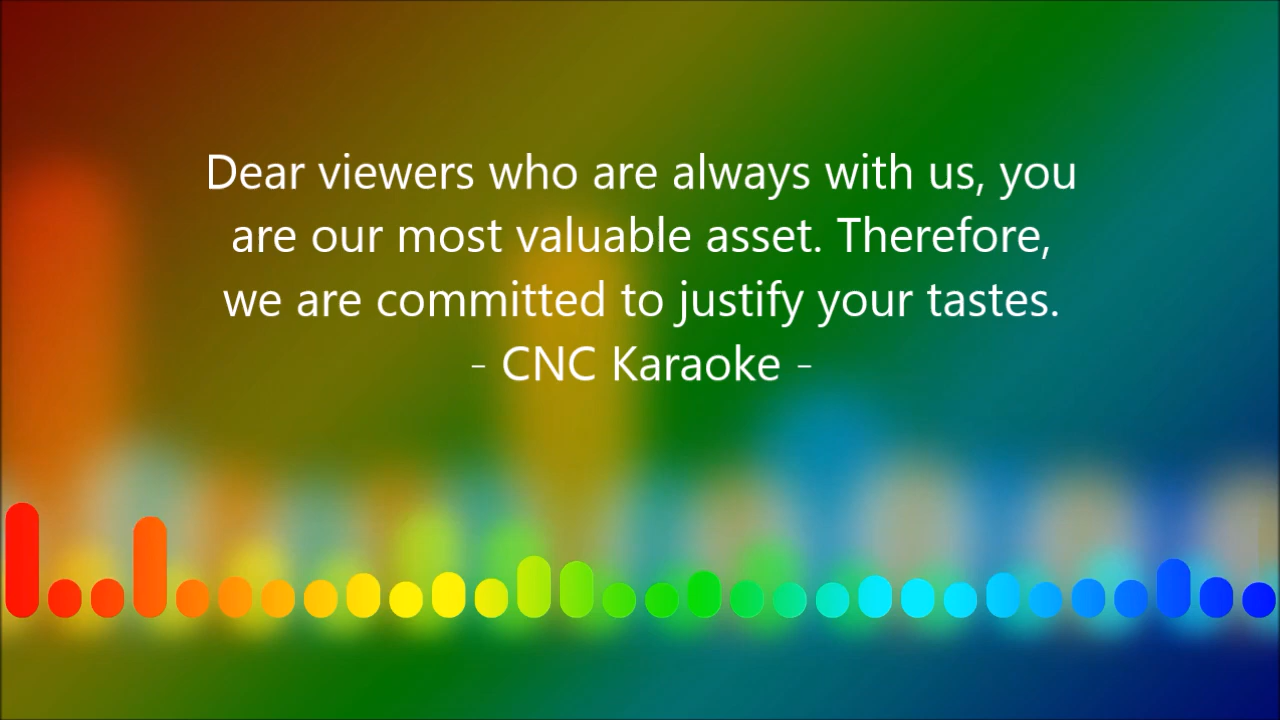 Dear viewers who are always with us, you
are our most valuable asset. Therefore,
we are committed to justify your tastes.
- CNC Karaoke -